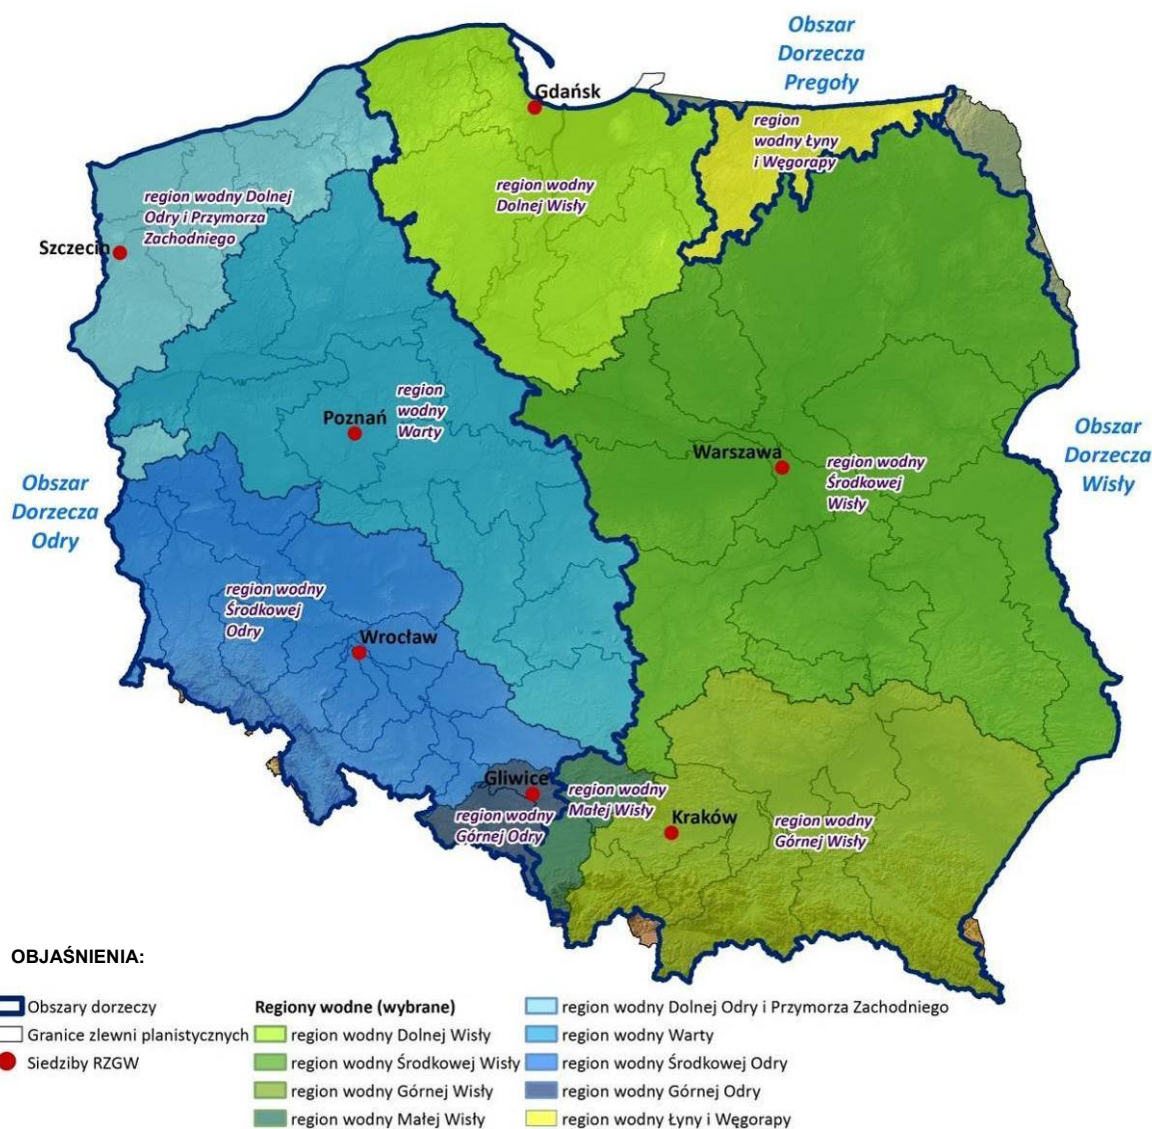 Obszar
Dorzecza
Pregoły
Gdańsk
region
wodny Łyny
i Węgorapy
region wodny
Dolnej Wisły
region wodny Dolnej
Odry i Przymorza
Zachodniego
Szczecin
region
wodny
Warty
Poznań
Warszawa
region wodny
Środkowej
Wisły
Obszar
Dorzecza
Wisły
Obszar
Dorzecza
Odry
region wodny
Środkowej
Odry
Wrocław
Gliwice
region wodny
Górnej Odry
region wodny
Małej Wisły
Kraków
region wodny
Górnej Wisły
OBJAŚNIENIA:
Obszary dorzeczy
Granice zlewni planistycznych
Siedziby RZGW
Regiony wodne (wybrane)
region wodny Dolnej Wisły
region wodny Środkowej Wisły
region wodny Górnej Wisły
region wodny Małej Wisły
region wodny Dolnej Odry i Przymorza Zachodniego
region wodny Warty
region wodny Środkowej Odry
region wodny Górnej Odry
region wodny Łyny i Węgorapy